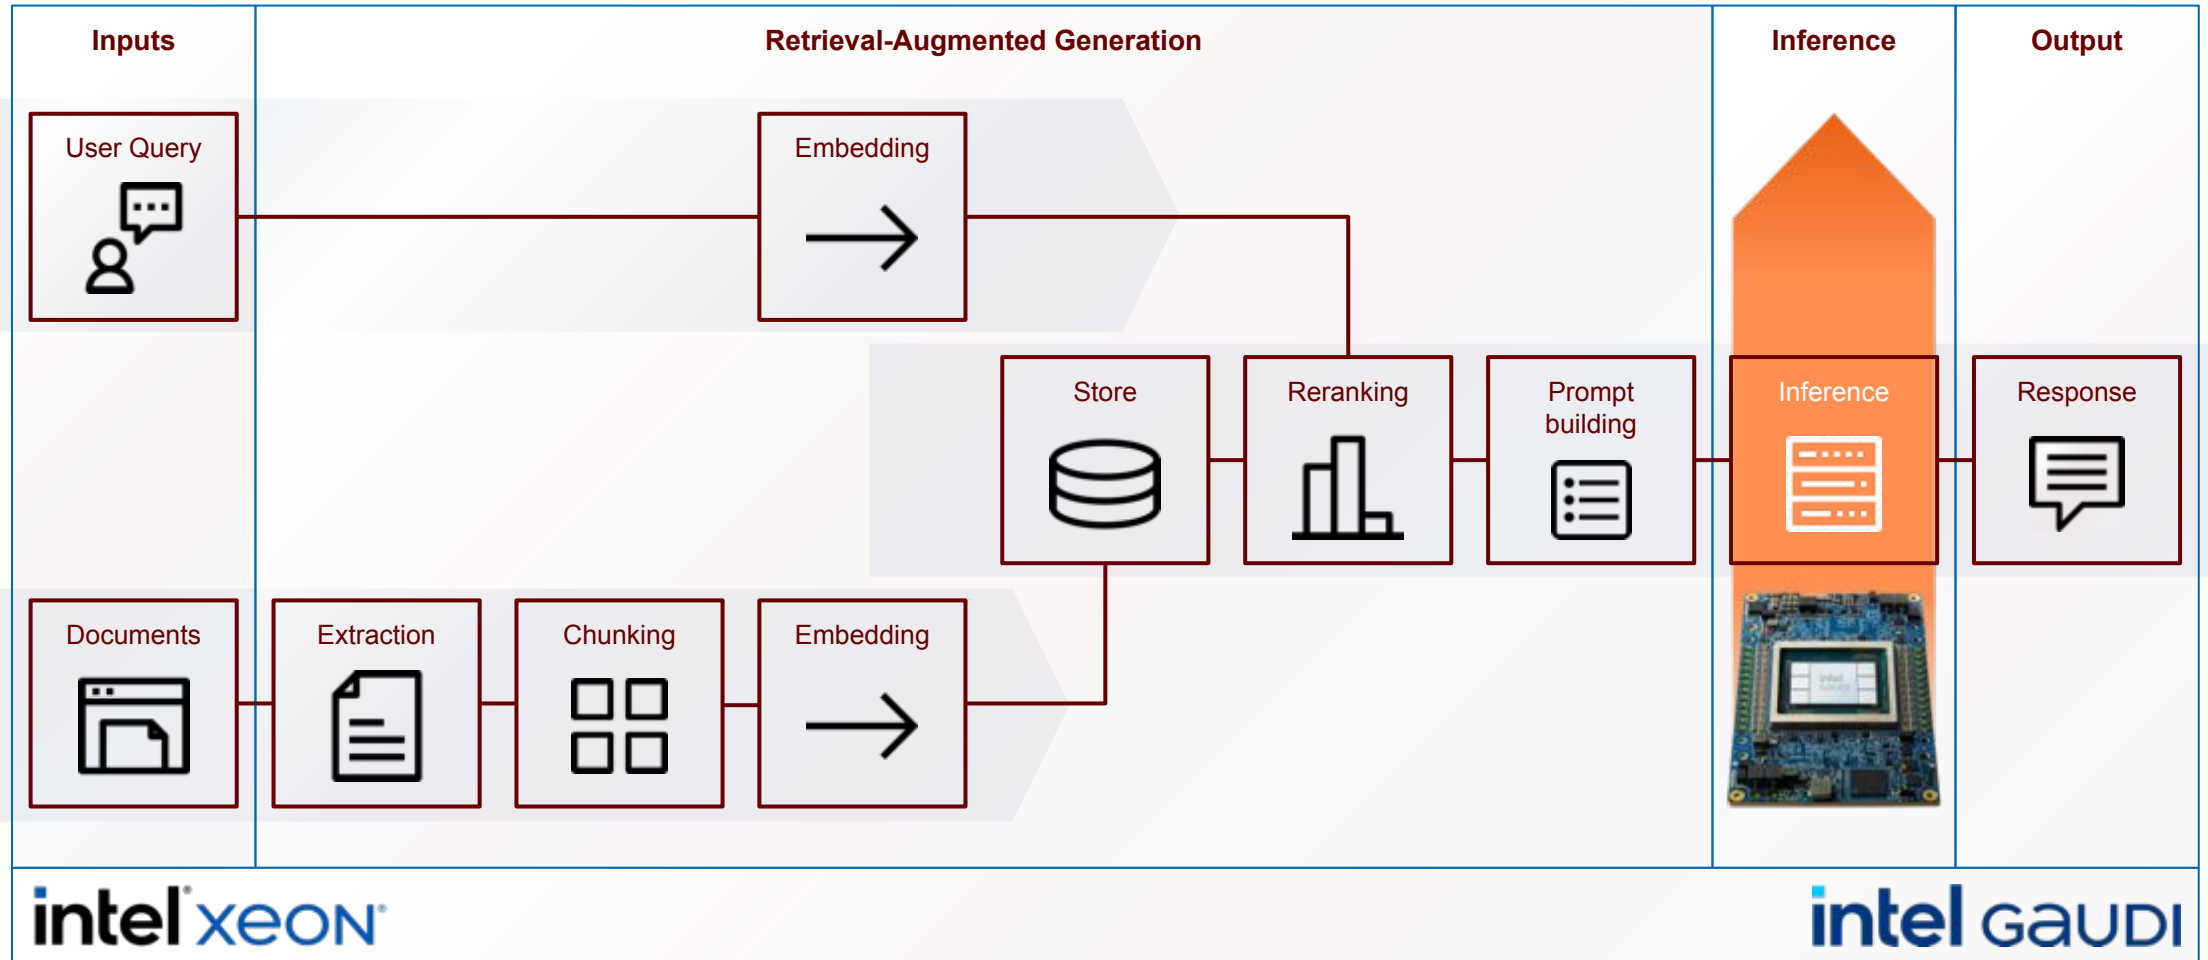 Inputs
Retrieval-Augmented Generation
Inference
Output
User Query
Embedding
Store
Reranking
Prompt
building
Inference
Response
Documents
Extraction
Chunking
Embedding
intel® xeon®
intel GAUDI